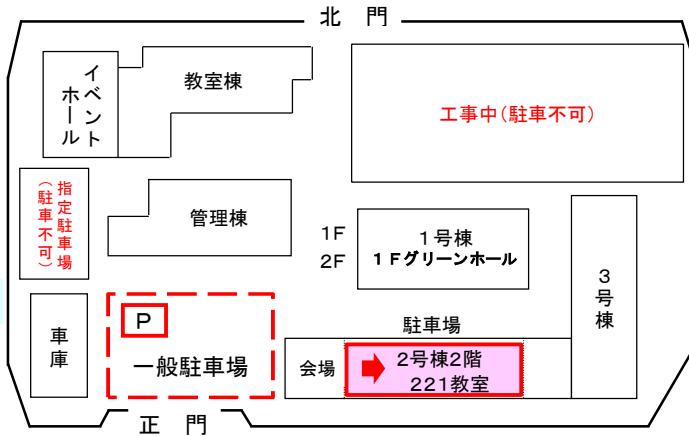 北 門
イベント
ホール
教室棟
工事中(駐車不可)
指定駐車場
(駐車不可)
管理棟
1F
2F
1号棟
1Fグリーンホール
3号棟
車庫
P
一般駐車場
駐車場
会場
2号棟2階
221教室
正 門